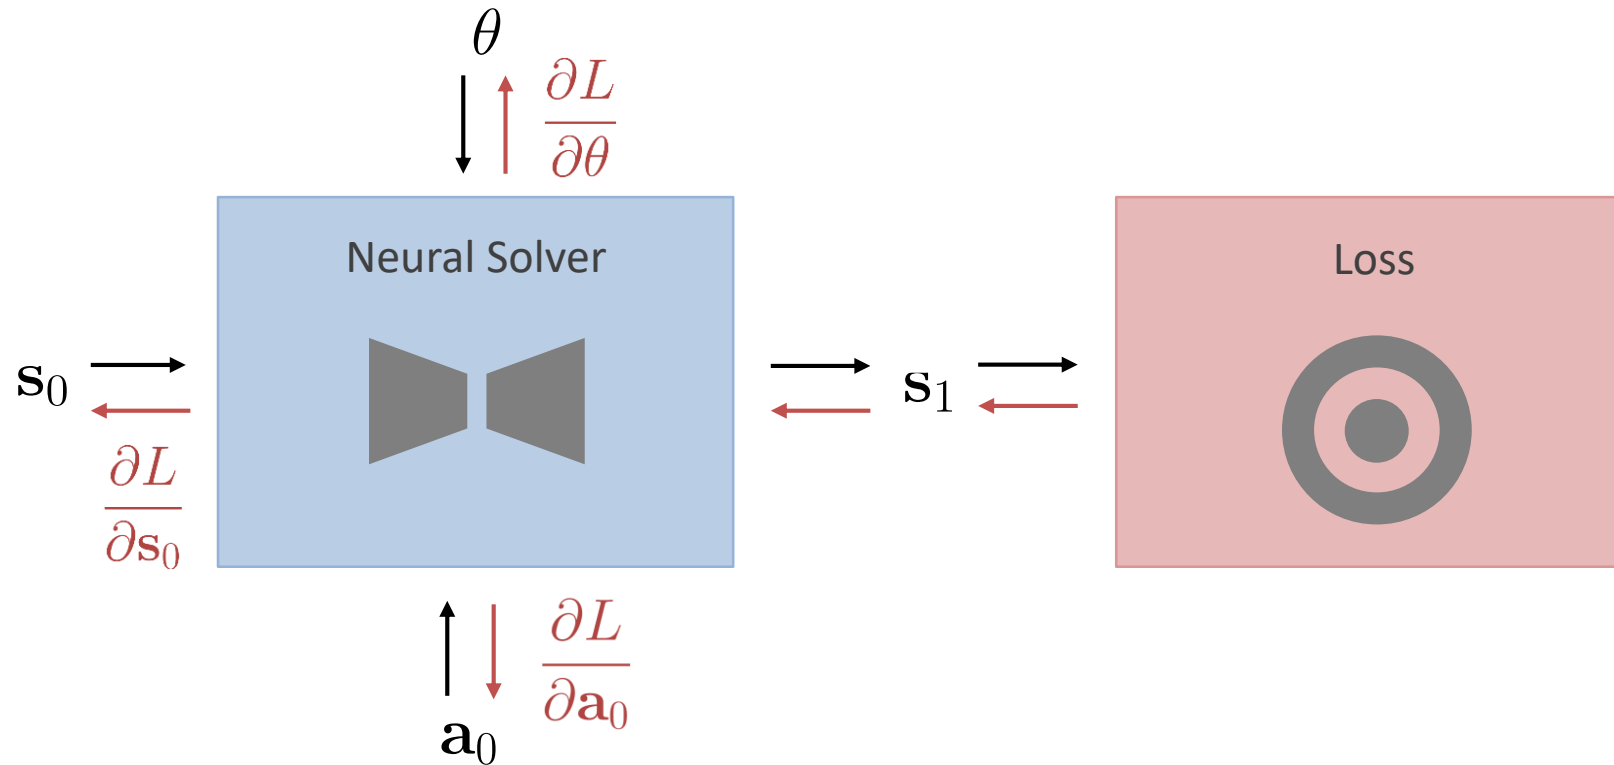 θ
∂L
∂θ
Neural Solver
Loss
s₀
s₁
∂L
∂s₀
∂L
∂a₀
a₀